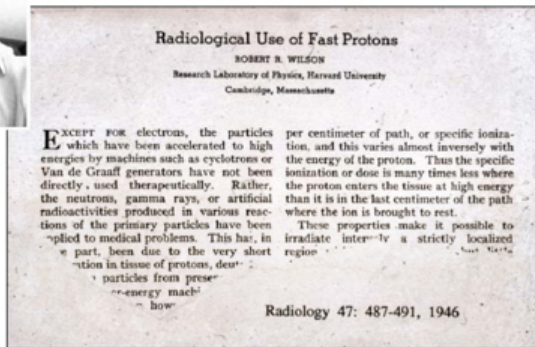 Radiological Use of Fast Protons
ROBERT R. WILSON
Research Laboratory of Physics, Harvard University
Cambridge, Massachusetts
EXCEPT FOR electrons, the particles
which have been accelerated to high
energies by machines such as cyclotrons or
Van de Graaff generators have not been
directly used therapeutically. Rather,
the neutrons, gamma rays, or artificial
radioactivities produced in various reac-
tions of the primary particles have been
applied to medical problems. This has, in
part, been due to the very short
in tissue of protons,
particles from
energy
per centimeter of path, or specific ioniza-
tion, and this varies almost inversely with
the energy of the proton. Thus the specific
ionization or dose is many times less where
the proton enters the tissue at high energy
than it is in the last centimeter of the path
where the ion is brought to rest.
These properties make it possible to
irradiate a strictly localized
region
Radiology 47: 487-491, 1946